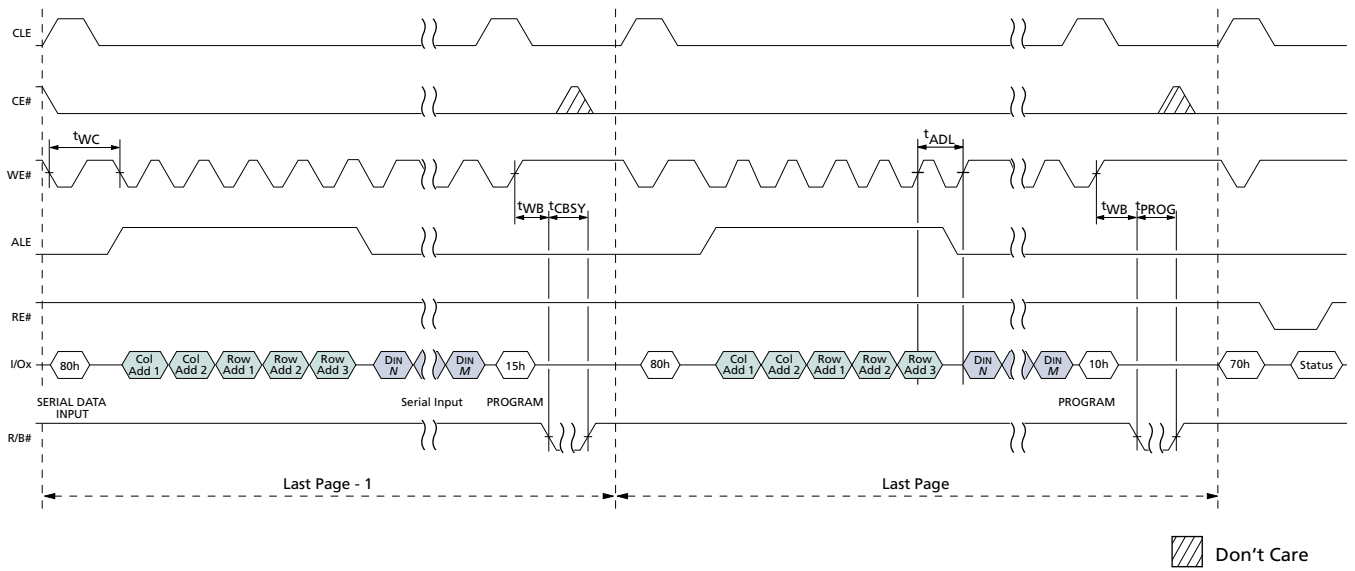 CLE
CE#
tWC
tADL
WE#
tWB tCBSY
tWB tPROG
ALE
RE#
I/Ox
80h
Col Add 1
Col Add 2
Row Add 1
Row Add 2
Row Add 3
DIN N
DIN M
15h
80h
Col Add 1
Col Add 2
Row Add 1
Row Add 2
Row Add 3
DIN N
DIN M
10h
70h
Status
SERIAL DATA
INPUT
Serial Input
PROGRAM
PROGRAM
R/B#
Last Page - 1
Last Page
Don't Care